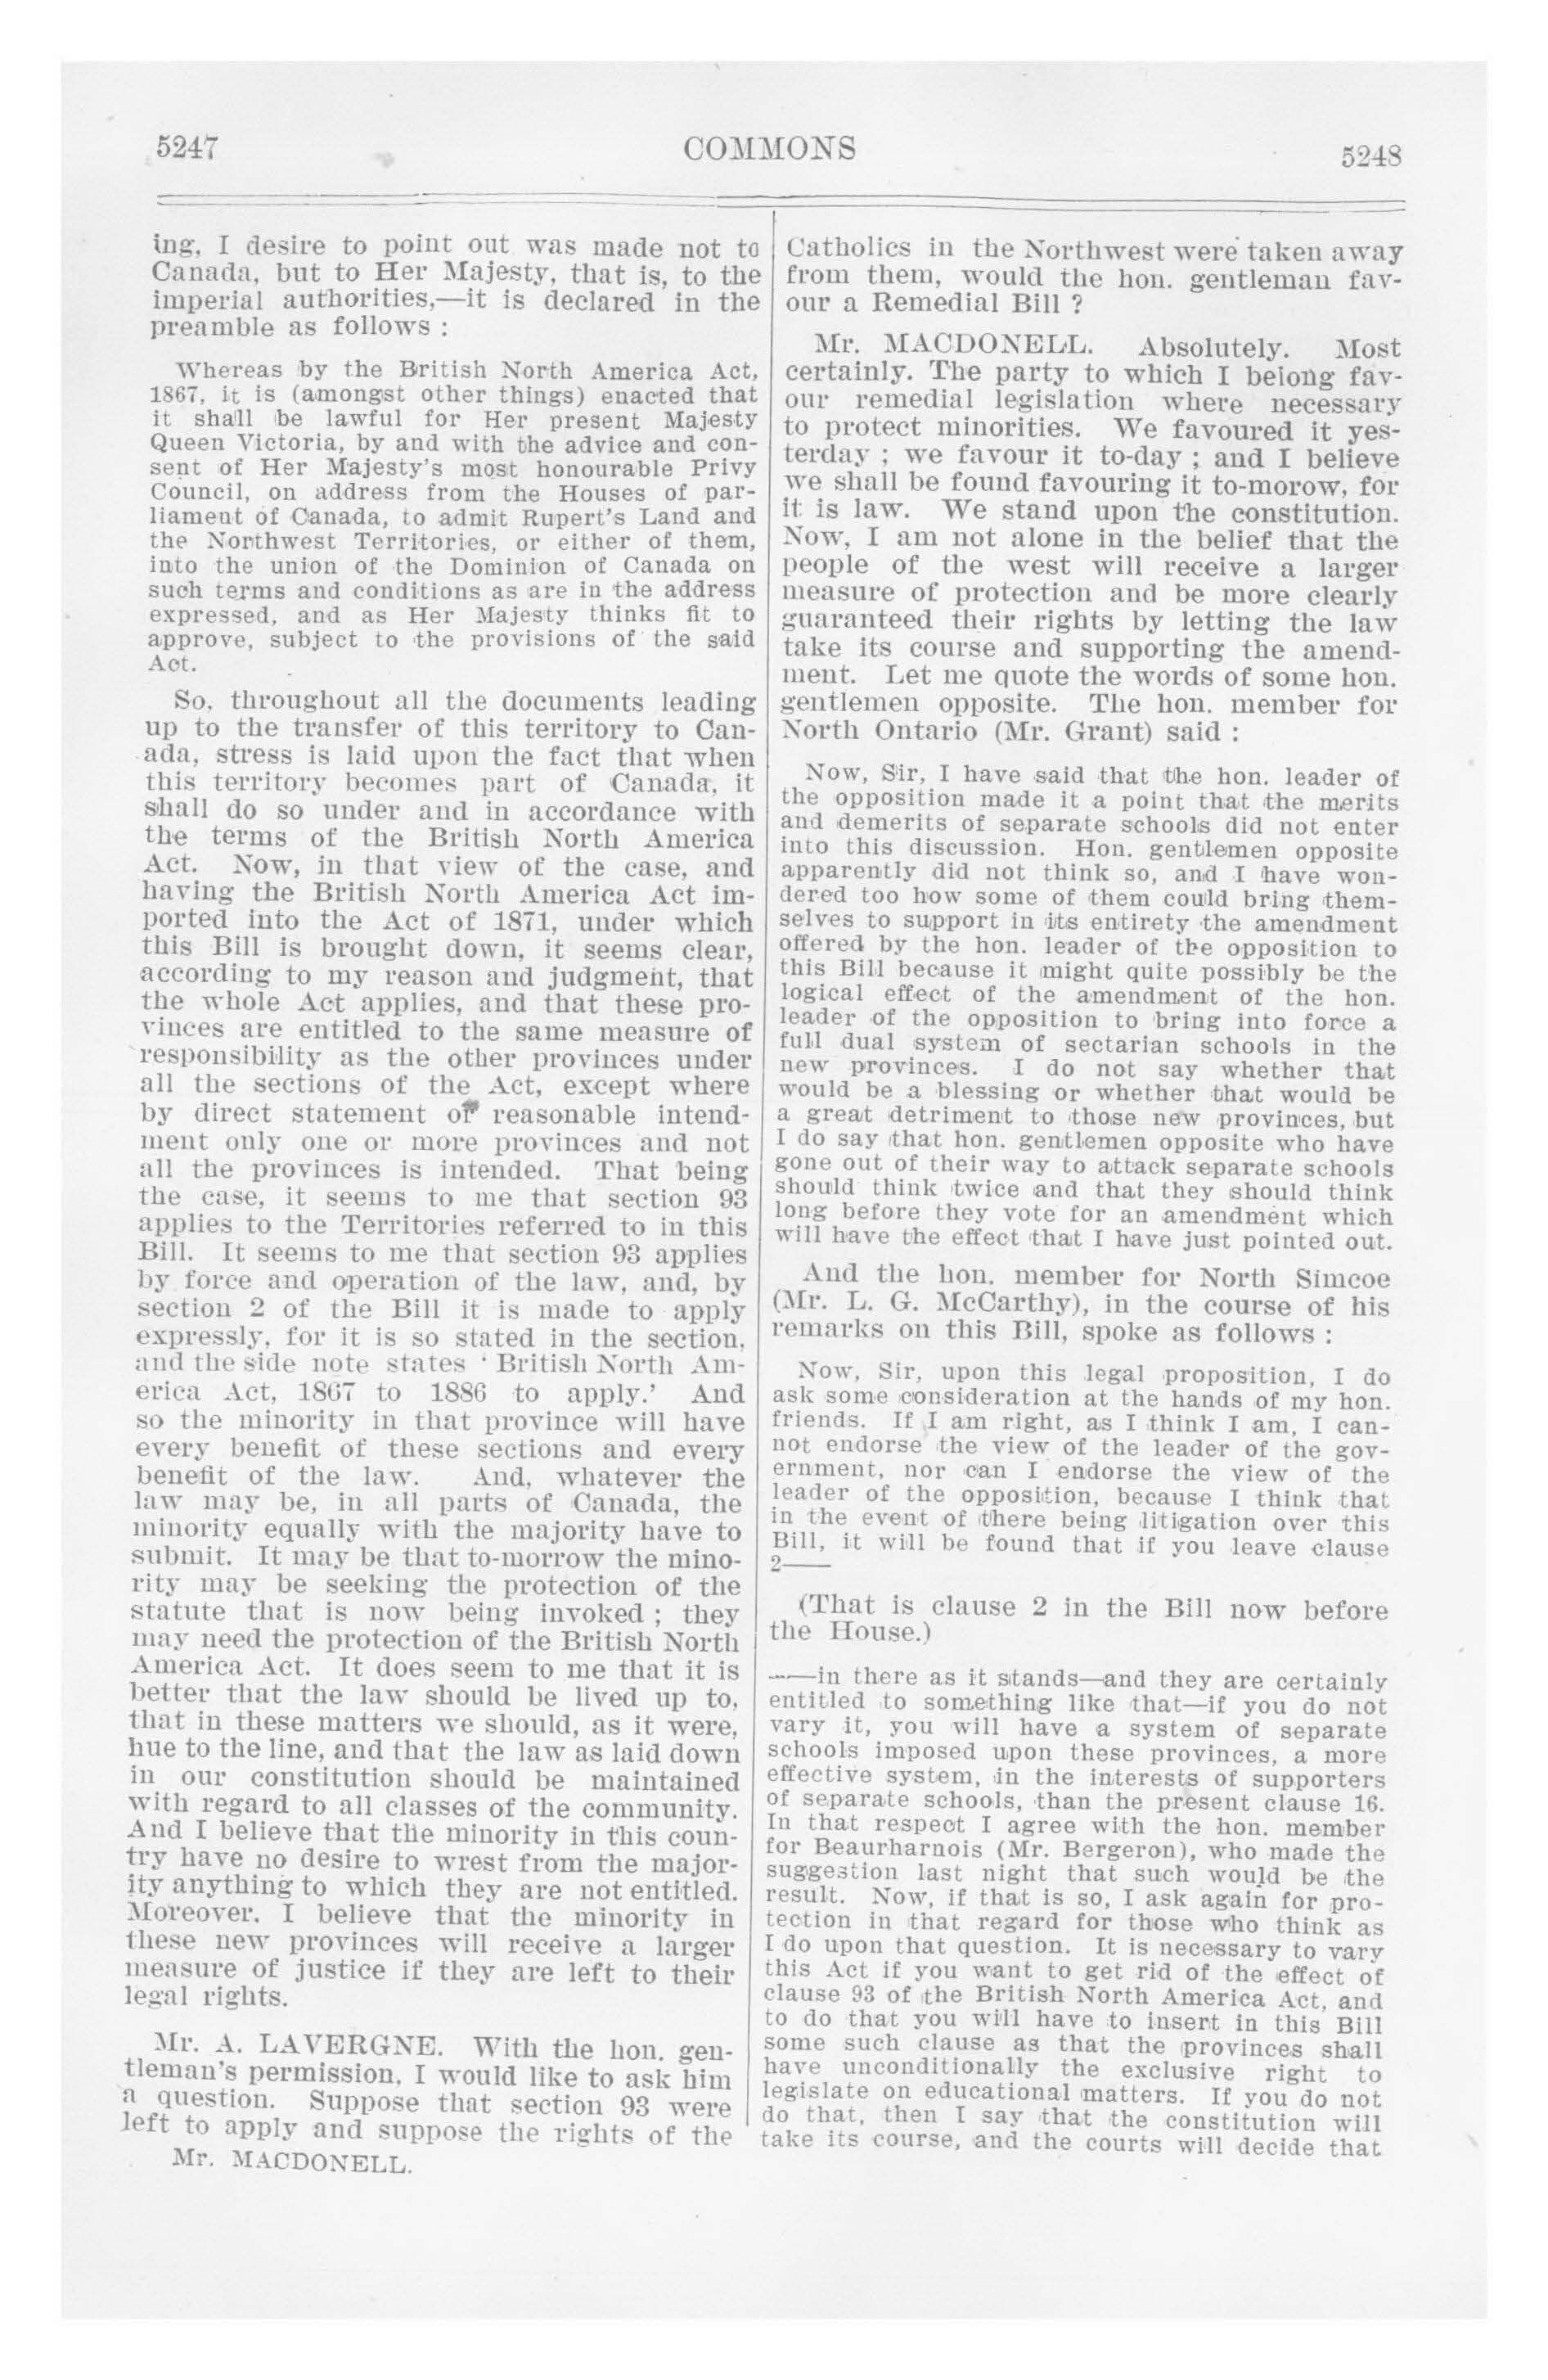 5247
COMMONS
5248
ing, I desire to point out was made not to
Canada, but to Her Majesty, that is, to the
imperial authorities,—it is declared in the
preamble as follows :
Whereas by the British North America Act,
1867, it is (amongst other things) enacted that
it shall be lawful for Her present Majesty
Queen Victoria, by and with the advice and con-
sent of Her Majesty's most honourable Privy
Council, on address from the Houses of par-
liament of Canada, to admit Rupert's Land and
the Northwest Territories, or either of them,
into the union of the Dominion of Canada on
such terms and conditions as are in the address
expressed, and as Her Majesty thinks fit to
approve, subject to the provisions of the said
Act.
So, throughout all the documents leading
up to the transfer of this territory to Can-
ada, stress is laid upon the fact that when
this territory becomes part of Canada, it
shall do so under and in accordance with
the terms of the British North America
Act. Now, in that view of the case, and
having the British North America Act im-
ported into the Act of 1871, under which
this Bill is brought down, it seems clear,
according to my reason and judgment, that
the whole Act applies, and that these pro-
vinces are entitled to the same measure of
responsibility as the other provinces under
all the sections of the Act, except where
by direct statement or reasonable intend-
ment only one or more provinces and not
all the provinces is intended. That being
the case, it seems to me that section 93
applies to the Territories referred to in this
Bill. It seems to me that section 93 applies
by force and operation of the law, and, by
section 2 of the Bill it is made to apply
expressly, for it is so stated in the section,
and the side note states ' British North Am-
erica Act, 1867 to 1886 to apply.' And
so the minority in that province will have
every benefit of these sections and every
benefit of the law. And, whatever the
law may be, in all parts of Canada, the
minority equally with the majority have to
submit. It may be that to-morrow the mino-
rity may be seeking the protection of the
statute that is now being invoked ; they
may need the protection of the British North
America Act. It does seem to me that it is
better that the law should be lived up to,
that in these matters we should, as it were,
hue to the line, and that the law as laid down
in our constitution should be maintained
with regard to all classes of the community.
And I believe that the minority in this coun-
try have no desire to wrest from the major-
ity anything to which they are not entitled.
Moreover, I believe that the minority in
these new provinces will receive a larger
measure of justice if they are left to their
legal rights.
Mr. A. LAVERGNE. With the hon. gen-
tleman's permission, I would like to ask him
a question. Suppose that section 93 were
left to apply and suppose the rights of the
Mr. MACDONELL.
Catholics in the Northwest were taken away
from them, would the hon. gentleman fav-
our a Remedial Bill ?
Mr. MACDONELL. Absolutely. Most
certainly. The party to which I belong fav-
our remedial legislation where necessary
to protect minorities. We favoured it yes-
terday ; we favour it to-day ; and I believe
we shall be found favouring it to-morow, for
it is law. We stand upon the constitution.
Now, I am not alone in the belief that the
people of the west will receive a larger
measure of protection and be more clearly
guaranteed their rights by letting the law
take its course and supporting the amend-
ment. Let me quote the words of some hon.
gentlemen opposite. The hon. member for
North Ontario (Mr. Grant) said :
Now, Sir, I have said that the hon. leader of
the opposition made it a point that the merits
and demerits of separate schools did not enter
into this discussion. Hon. gentlemen opposite
apparently did not think so, and I have won-
dered too how some of them could bring them-
selves to support in its entirety the amendment
offered by the hon. leader of the opposition to
this Bill because it might quite possibly be the
logical effect of the amendment of the hon.
leader of the opposition to bring into force a
full dual system of sectarian schools in the
new provinces. I do not say whether that
would be a blessing or whether that would be
a great detriment to those new provinces, but
I do say that hon. gentlemen opposite who have
gone out of their way to attack separate schools
should think twice and that they should think
long before they vote for an amendment which
will have the effect that I have just pointed out.
And the hon. member for North Simcoe
(Mr. L. G. McCarthy), in the course of his
remarks on this Bill, spoke as follows :
Now, Sir, upon this legal proposition, I do
ask some consideration at the hands of my hon.
friends. If I am right, as I think I am, I can-
not endorse the view of the leader of the gov-
ernment, nor can I endorse the view of the
leader of the opposition, because I think that
in the event of there being litigation over this
Bill, it will be found that if you leave clause
2——
(That is clause 2 in the Bill now before
the House.)
——in there as it stands—and they are certainly
entitled to something like that—if you do not
vary it, you will have a system of separate
schools imposed upon these provinces, a more
effective system, in the interests of supporters
of separate schools, than the present clause 16.
In that respect I agree with the hon. member
for Beaurharnois (Mr. Bergeron), who made the
suggestion last night that such would be the
result. Now, if that is so, I ask again for pro-
tection in that regard for those who think as
I do upon that question. It is necessary to vary
this Act if you want to get rid of the effect of
clause 93 of the British North America Act, and
to do that you will have to insert in this Bill
some such clause as that the provinces shall
have unconditionally the exclusive right to
legislate on educational matters. If you do not
do that, then I say that the constitution will
take its course, and the courts will decide that